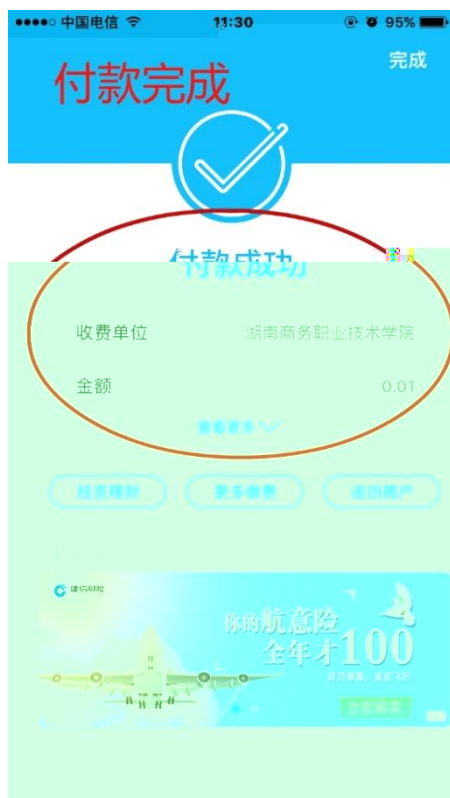 中国电信 11:30 95%
完成
付款完成
付款成功
收费单位 湖南商务职业技术学院
金额 0.01
查看更多
投资理财 更多缴费 返回商户
你的航意险
全年才100